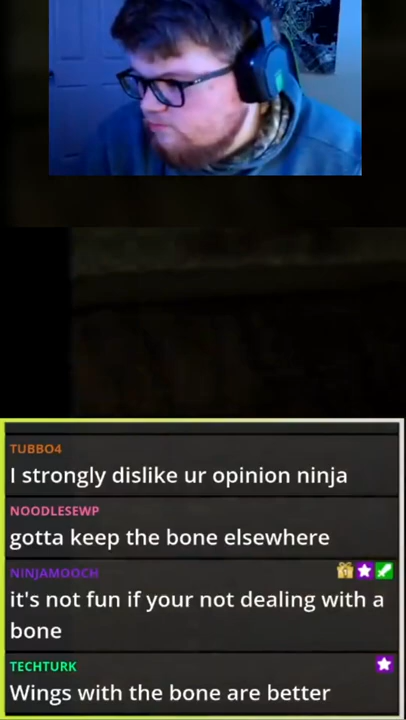 TUBBO4
I strongly dislike ur opinion ninja
NOODLESEWP
gotta keep the bone elsewhere
NINJAMOOCH
it's not fun if your not dealing with a
bone
TECHTURK
Wings with the bone are better